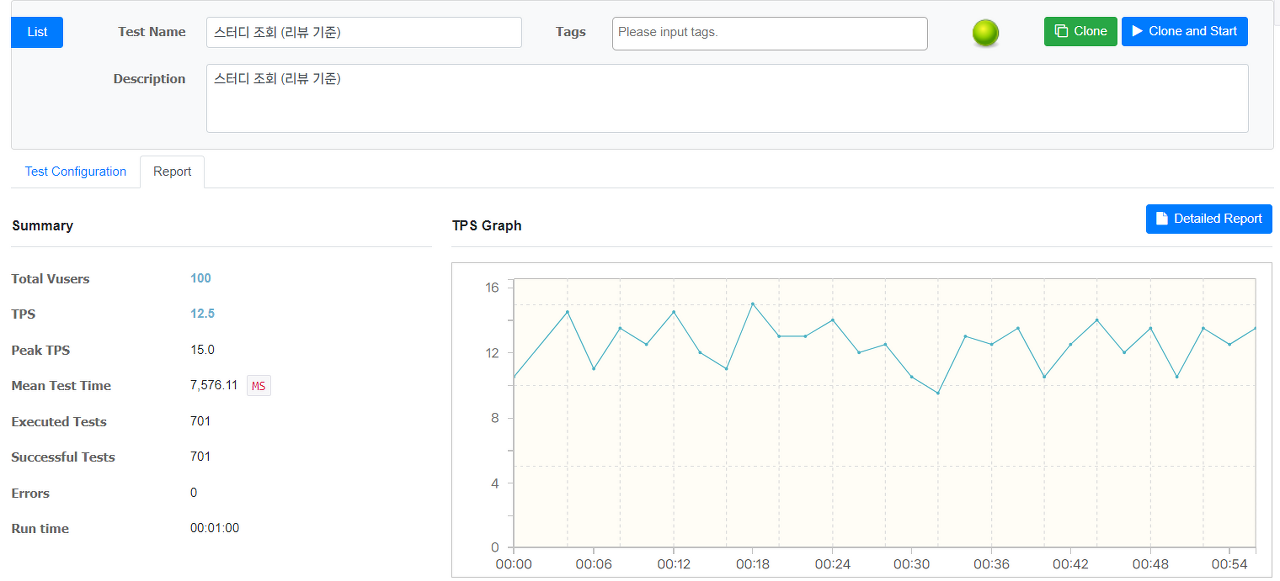 List
Test Name
스터디 조회 (리뷰 기준)
Tags
Please input tags.
Clone
Clone and Start
Description
스터디 조회 (리뷰 기준)
Test Configuration
Report
Summary
Total Vusers 100
TPS 12.5
Peak TPS 15.0
Mean Test Time 7,576.11 MS
Executed Tests 701
Successful Tests 701
Errors 0
Run time 00:01:00
TPS Graph
Detailed Report
16
12
8
4
0
00:00 00:06 00:12 00:18 00:24 00:30 00:36 00:42 00:48 00:54